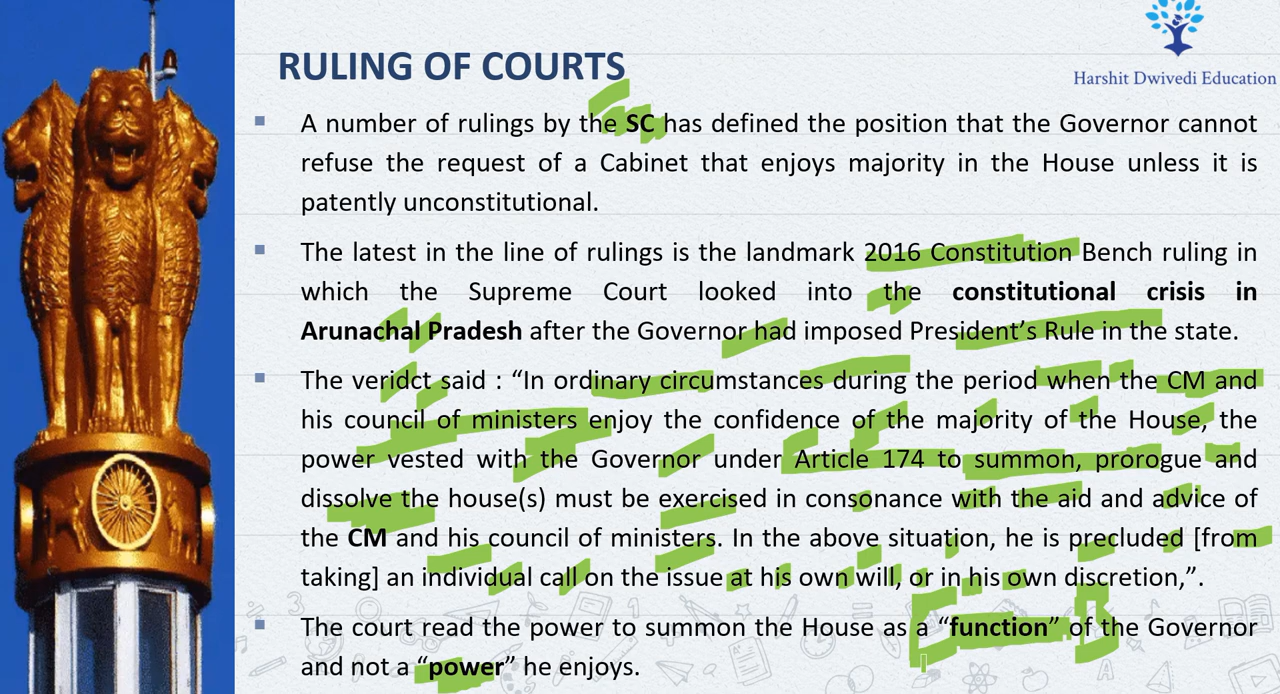 Harshit Dwivedi Education
RULING OF COURTS
A number of rulings by the SC has defined the position that the Governor cannot
refuse the request of a Cabinet that enjoys majority in the House unless it is
patently unconstitutional.
The latest in the line of rulings is the landmark 2016 Constitution Bench ruling in
which the Supreme Court looked into the constitutional crisis in
Arunachal Pradesh after the Governor had imposed President’s Rule in the state.
The veridct said : “In ordinary circumstances during the period when the CM and
his council of ministers enjoy the confidence of the majority of the House, the
power vested with the Governor under Article 174 to summon, prorogue and
dissolve the house(s) must be exercised in consonance with the aid and advice of
the CM and his council of ministers. In the above situation, he is precluded [from
taking] an individual call on the issue at his own will, or in his own discretion,”.
The court read the power to summon the House as a “function” of the Governor
and not a “power” he enjoys.